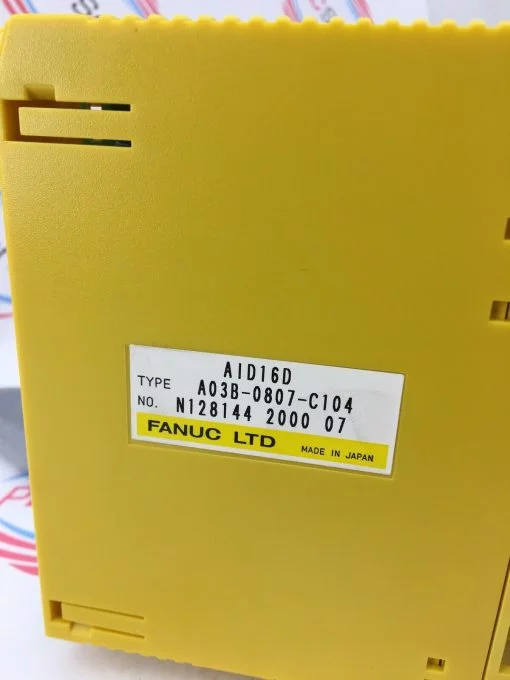 AID16D
TYPE A03B-0807-C104
NO. N128144 2000 07
FANUC LTD MADE IN JAPAN